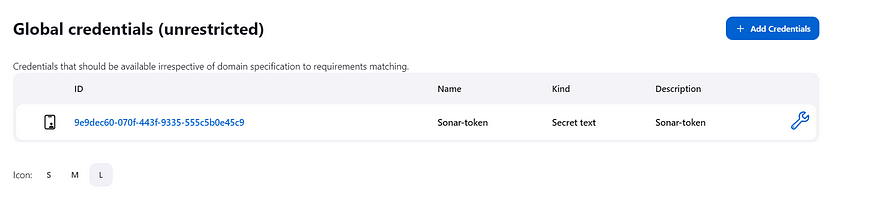 Global credentials (unrestricted)
+ Add Credentials
Credentials that should be available irrespective of domain specification to requirements matching.
ID Name Kind Description
9e9dec60-070f-443f-9335-555c5b0e45c9 Sonar-token Secret text Sonar-token
Icon: S M L